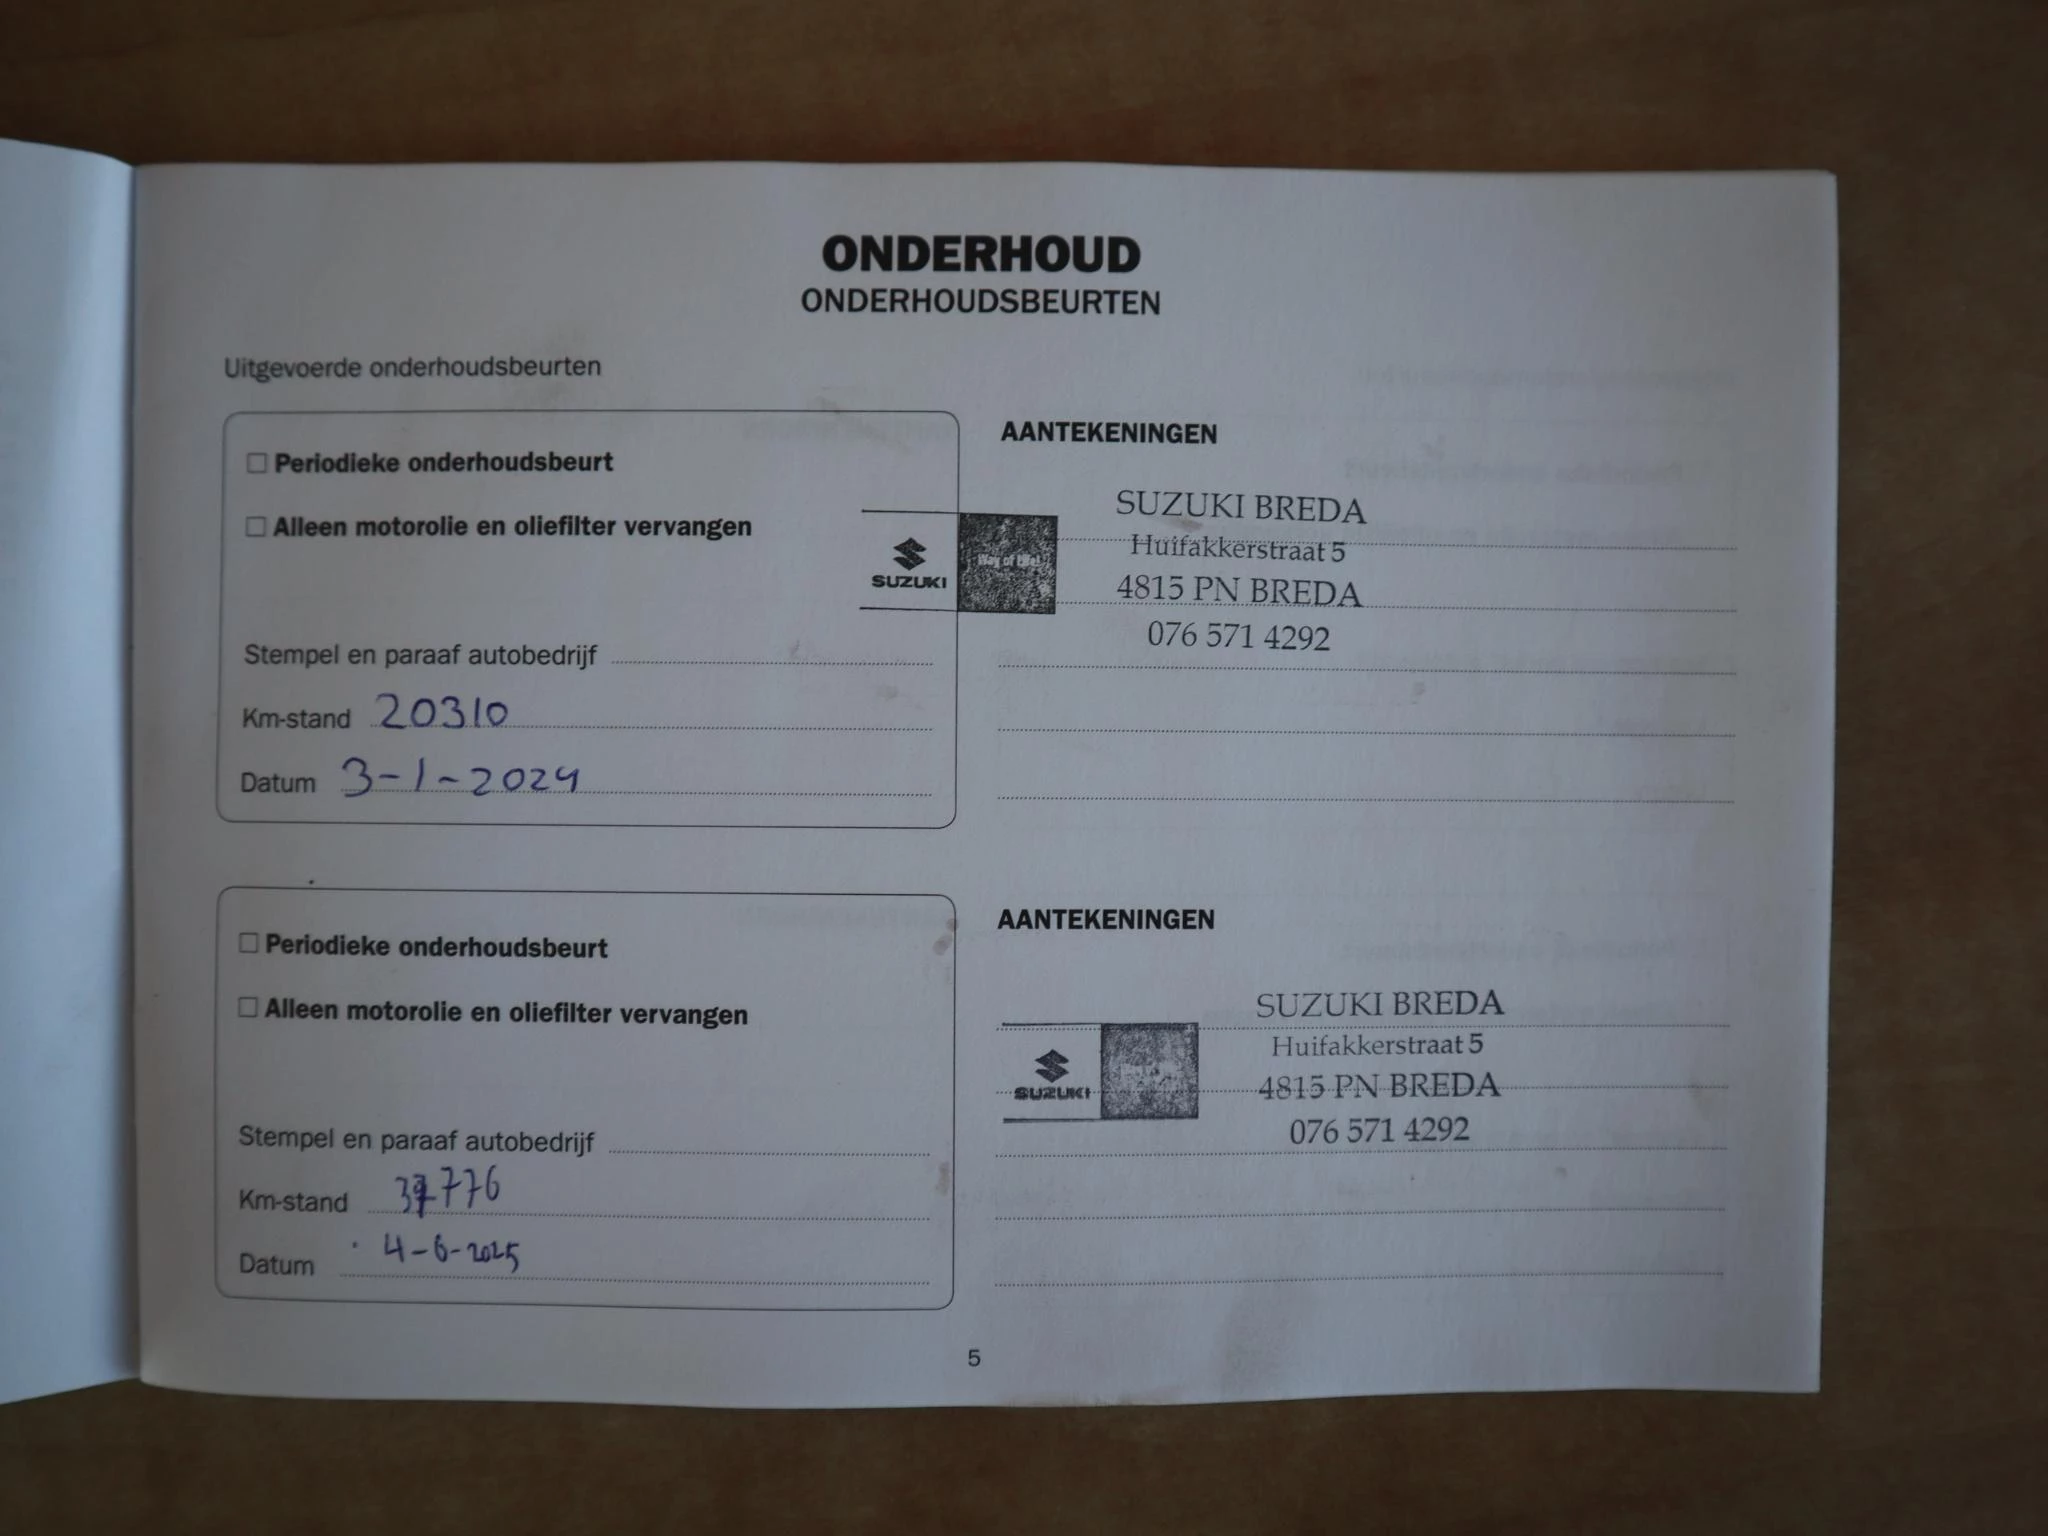 ONDERHOUD
ONDERHOUDSBEURTEN
Uitgevoerde onderhoudsbeurten
Periodieke onderhoudsbeurt
Alleen motorolie en oliefilter vervangen
SUZUKI
Way of Life!
Stempel en paraaf autobedrijf
Km-stand 20310
Datum 3-1-2024
AANTEKENINGEN
SUZUKI BREDA
Huifakkerstraat 5
4815 PN BREDA
076 571 4292
Periodieke onderhoudsbeurt
Alleen motorolie en oliefilter vervangen
Stempel en paraaf autobedrijf
Km-stand
Datum 4-6-2025
AANTEKENINGEN
SUZUKI
SUZUKI BREDA
Huifakkerstraat 5
4815 PN BREDA
076 571 4292
5